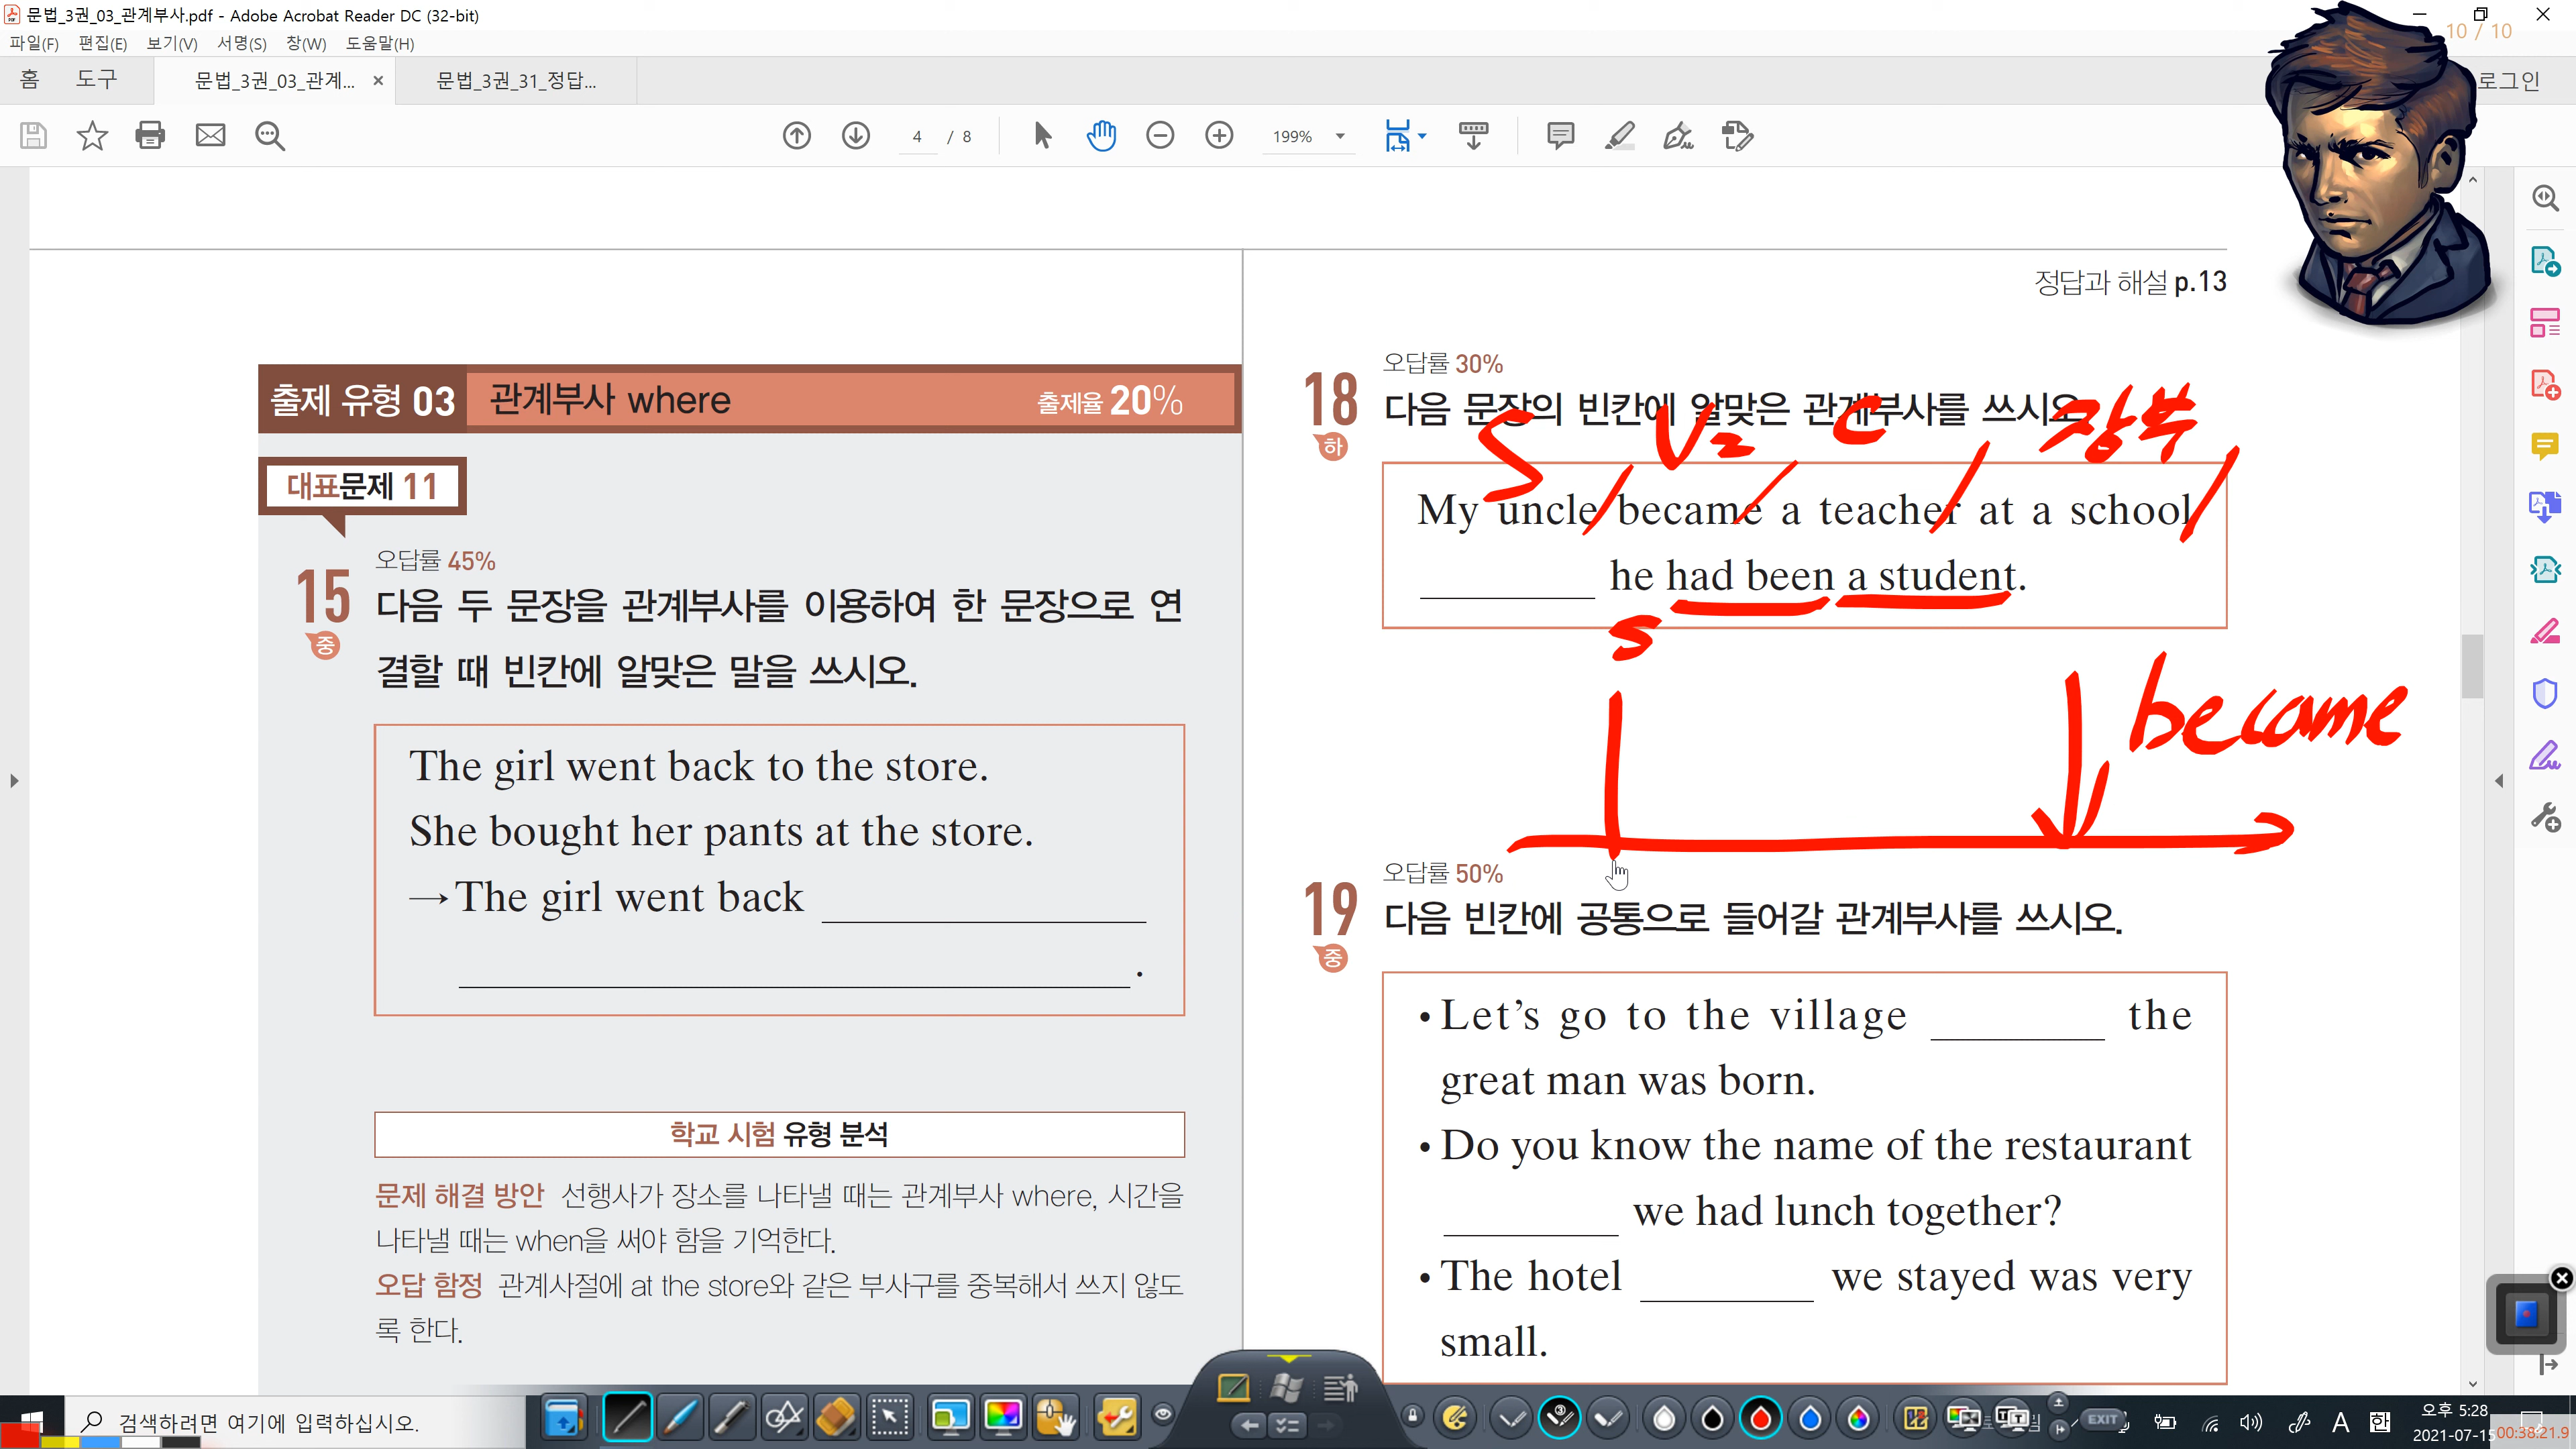 문법_3권_03_관계부사.pdf - Adobe Acrobat Reader DC (32-bit)
10 / 10
파일(F) 편집(E) 보기(V) 서명(S) 창(W) 도움말(H)
홈 도구 문법_3권_03_관계... × 문법_3권_31_정답... 로그인
4 / 8 199%
정답과 해설 p.13
출제 유형 03 관계부사 where 출제율 20%
대표문제 11
오답률 45%
15 다음 두 문장을 관계부사를 이용하여 한 문장으로 연
중
결할 때 빈칸에 알맞은 말을 쓰시오.
The girl went back to the store.
She bought her pants at the store.
→ The girl went back ____________
____________.
학교 시험 유형 분석
문제 해결 방안 선행사가 장소를 나타낼 때는 관계부사 where, 시간을
나타낼 때는 when을 써야 함을 기억한다.
오답 함정 관계사절에 at the store와 같은 부사구를 중복해서 쓰지 않도
록 한다.
오답률 30%
18 다음 문장의 빈칸에 알맞은 관계부사를 쓰시오.
하
S V2 C 장부
My uncle / became / a teacher / at a school /
________ he had been a student.
S
became
오답률 50%
19 다음 빈칸에 공통으로 들어갈 관계부사를 쓰시오.
중
• Let's go to the village ________ the
great man was born.
• Do you know the name of the restaurant
________ we had lunch together?
• The hotel ________ we stayed was very
small.
검색하려면 여기에 입력하십시오.
EXIT
A 한
오후 5:28
2021-07-15
00:38:21.9